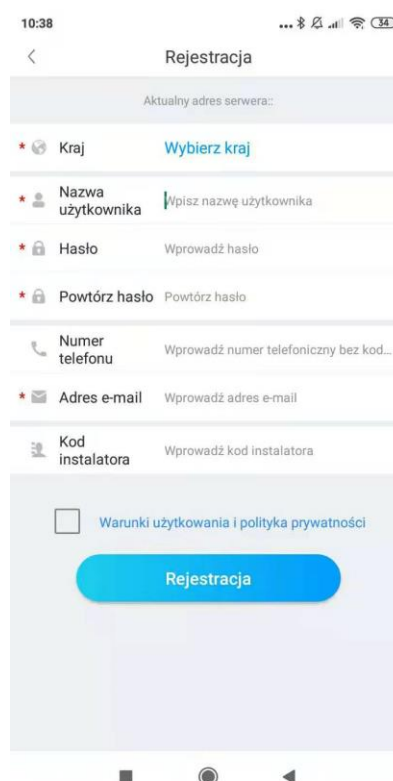 10:38
... 34
Rejestracja
Aktualny adres serwera::
* Kraj Wybierz kraj
* Nazwa użytkownika Wpisz nazwę użytkownika
* Hasło Wprowadź hasło
* Powtórz hasło Powtórz hasło
Numer telefonu Wprowadź numer telefoniczny bez kod...
* Adres e-mail Wprowadź adres e-mail
Kod instalatora Wprowadź kod instalatora
Warunki użytkowania i polityka prywatności
Rejestracja